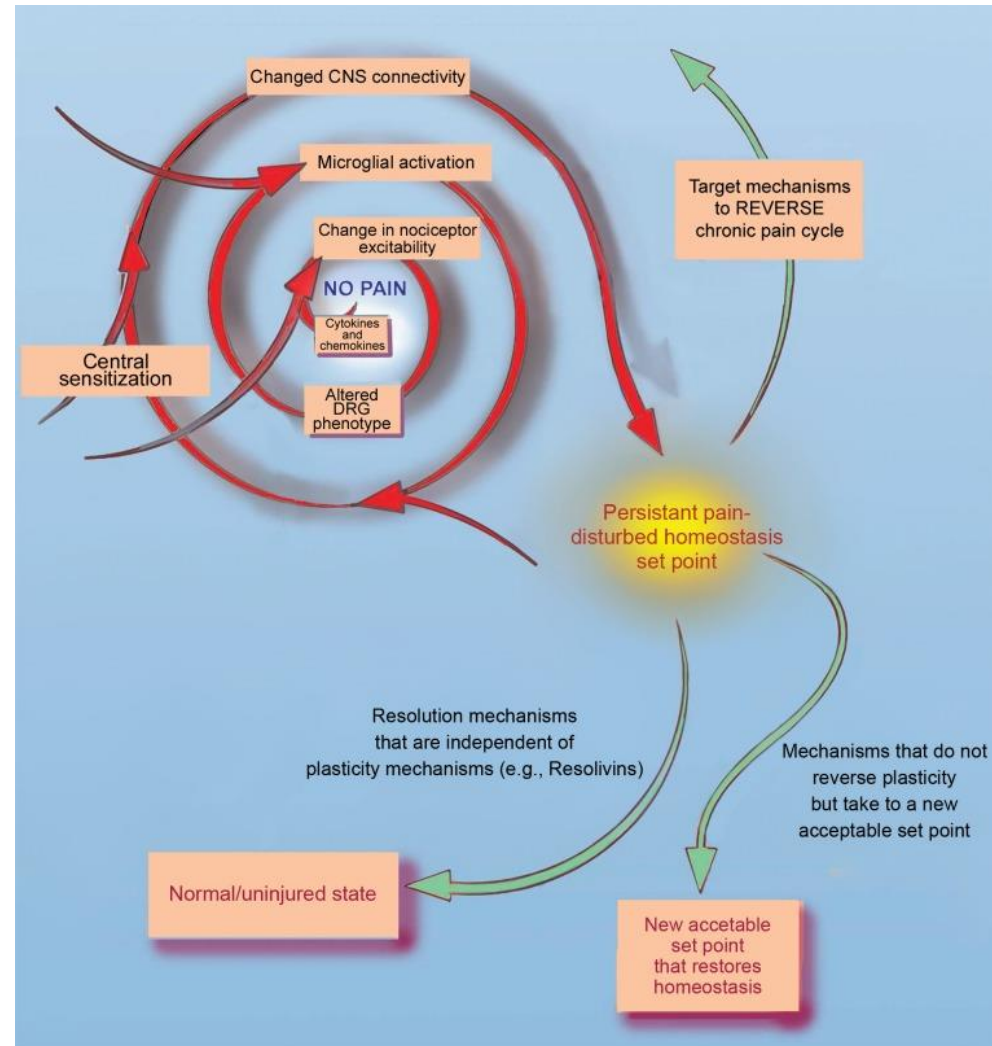 Changed CNS connectivity
Microglial activation
Change in nociceptor
excitability
NO PAIN
Cytokines
and
chemokines
Altered
DRG
phenotype
Central
sensitization
Target mechanisms
to REVERSE
chronic pain cycle
Persistant pain-
disturbed homeostasis
set point
Resolution mechanisms
that are independent of
plasticity mechanisms (e.g., Resolivins)
Mechanisms that do not
reverse plasticity
but take to a new
acceptable set point
Normal/uninjured state
New accetable
set point
that restores
homeostasis